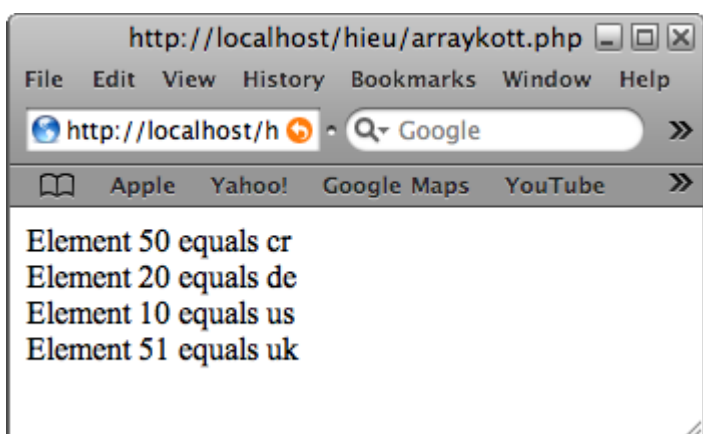 http://localhost/hieu/arraykott.php
File Edit View History Bookmarks Window Help
http://localhost/h Google
Apple Yahoo! Google Maps YouTube
Element 50 equals cr
Element 20 equals de
Element 10 equals us
Element 51 equals uk